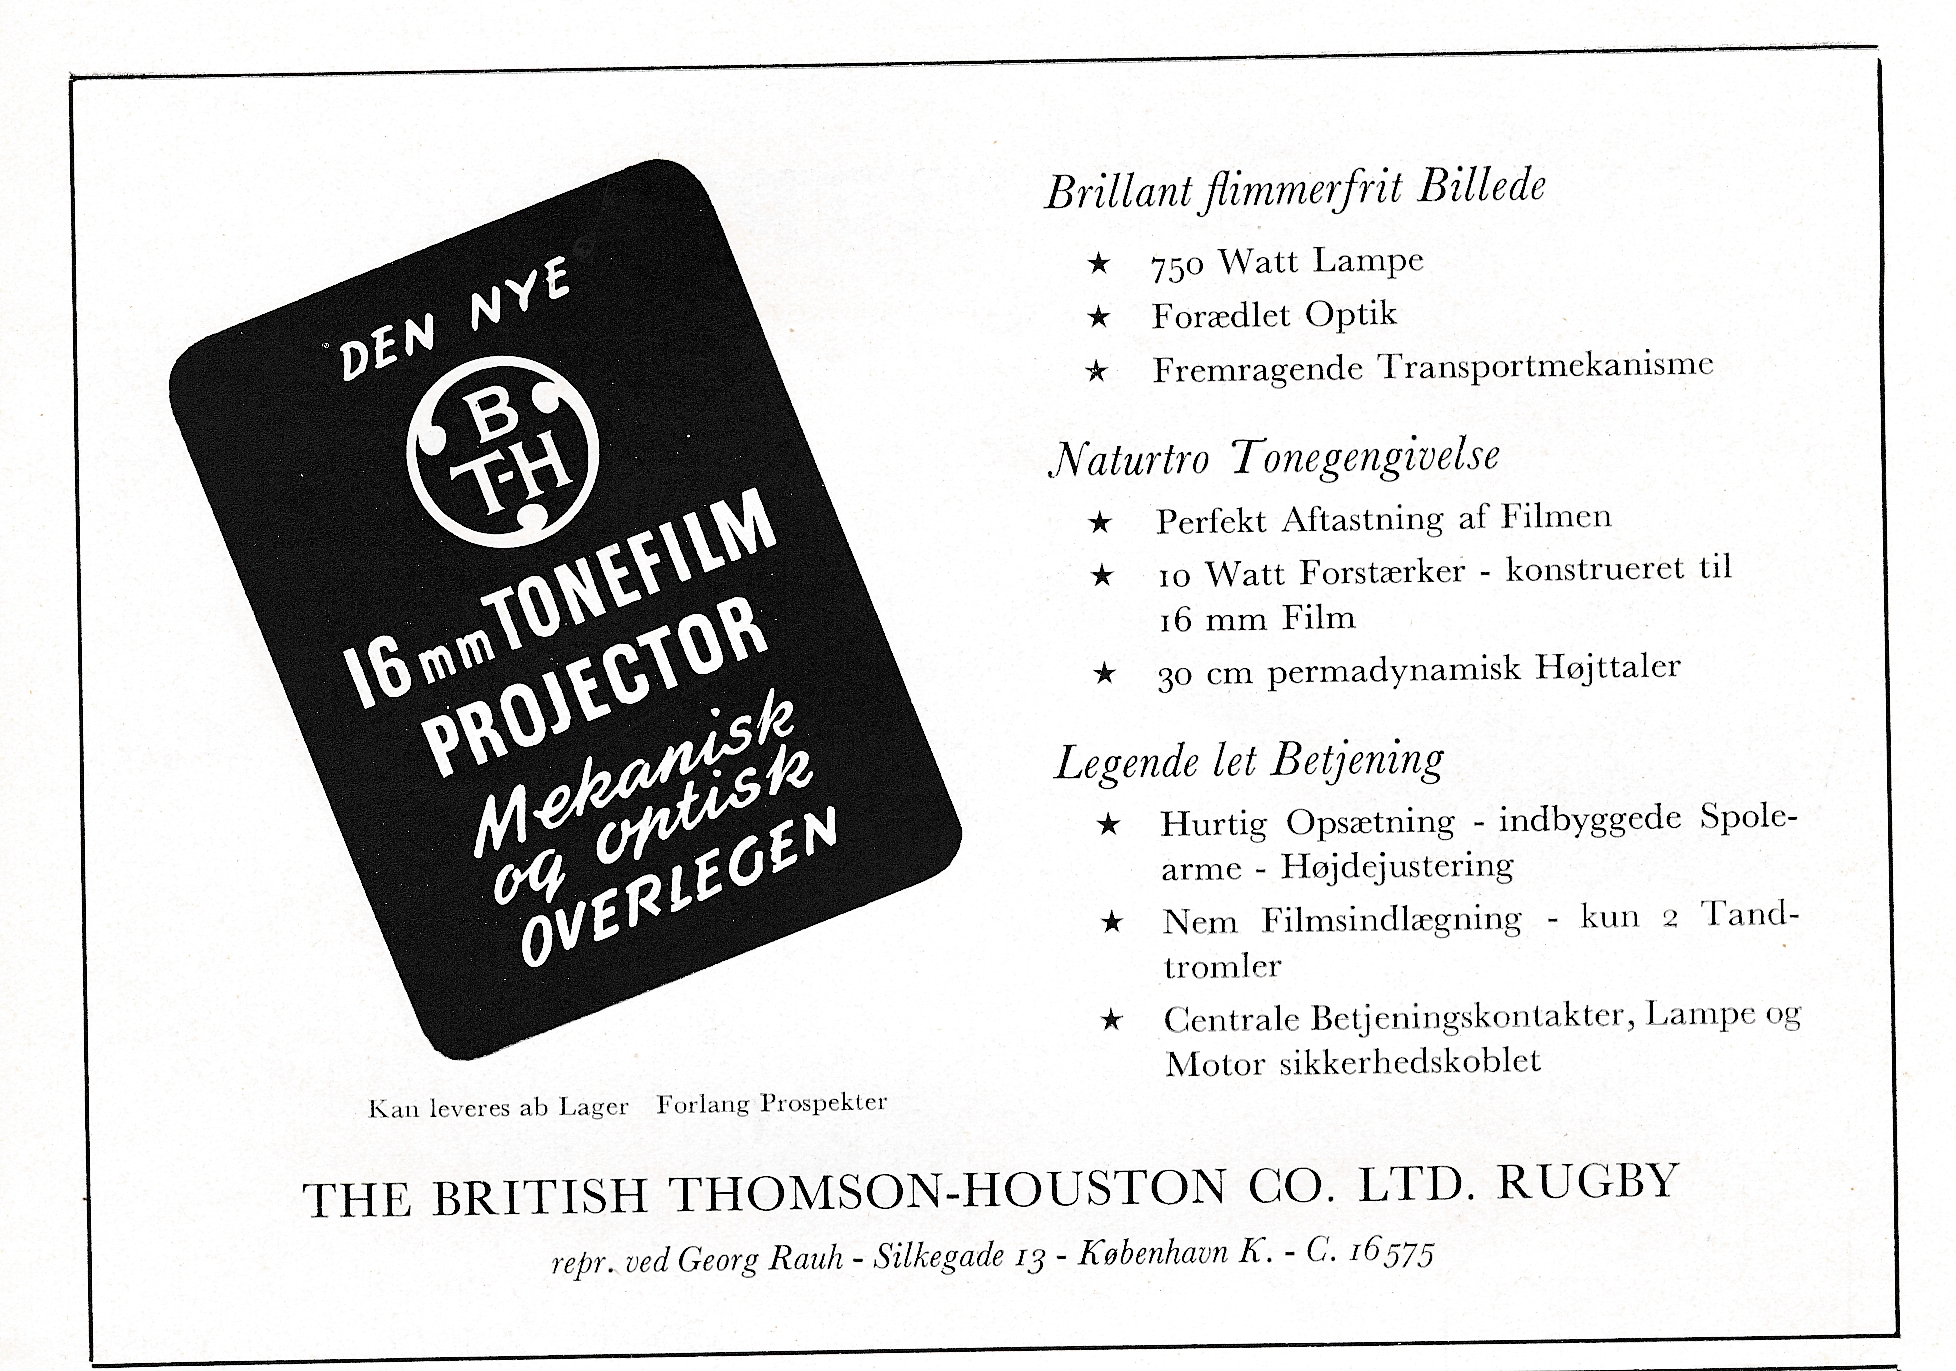 DEN NYE
B
T-H
16 mm TONEFILM
PROJECTOR
Mekanisk
og optisk
OVERLEGEN
Kan leveres ab Lager Forlang Prospekter
Brillant flimmerfrit Billede
★ 750 Watt Lampe
★ Forædlet Optik
★ Fremragende Transportmekanisme
Naturtro Tonegengivelse
★ Perfekt Aftastning af Filmen
★ 10 Watt Forstærker - konstrueret til
16 mm Film
★ 30 cm permadynamisk Højttaler
Legende let Betjening
★ Hurtig Opsætning - indbyggede Spole-
arme - Højdejustering
★ Nem Filmsindlægning - kun 2 Tand-
tromler
★ Centrale Betjeningskontakter, Lampe og
Motor sikkerhedskoblet
THE BRITISH THOMSON-HOUSTON CO. LTD. RUGBY
repr. ved Georg Rauh - Silkegade 13 - København K. - C. 16575